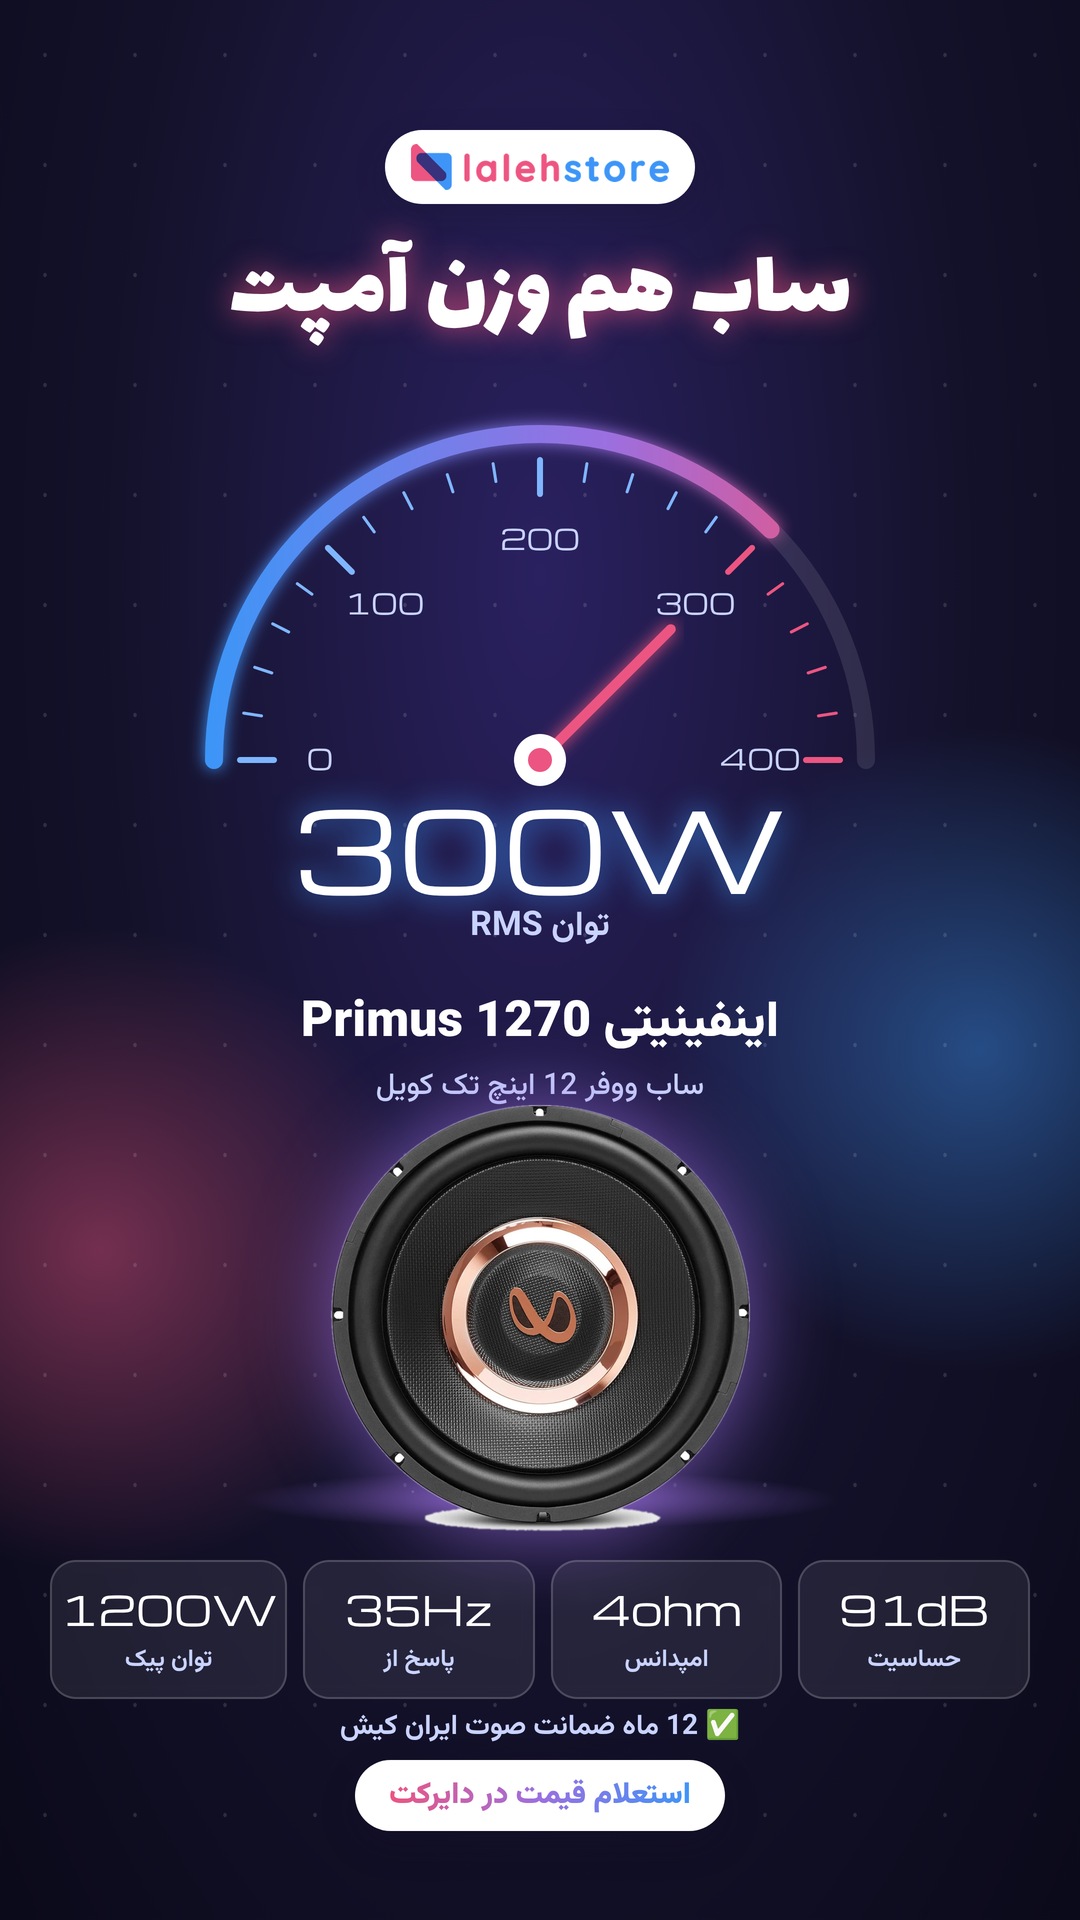 lalehstore
ساب هم وزن آمپت
200
100
300
0
400
300W
توان RMS
اینفینیتی Primus 1270
ساب ووفر 12 اینچ تک کویل
1200W
توان پیک
35Hz
پاسخ از
4ohm
امپدانس
91dB
حساسیت
✅ 12 ماه ضمانت صوت ایران کیش
استعلام قیمت در دایرکت